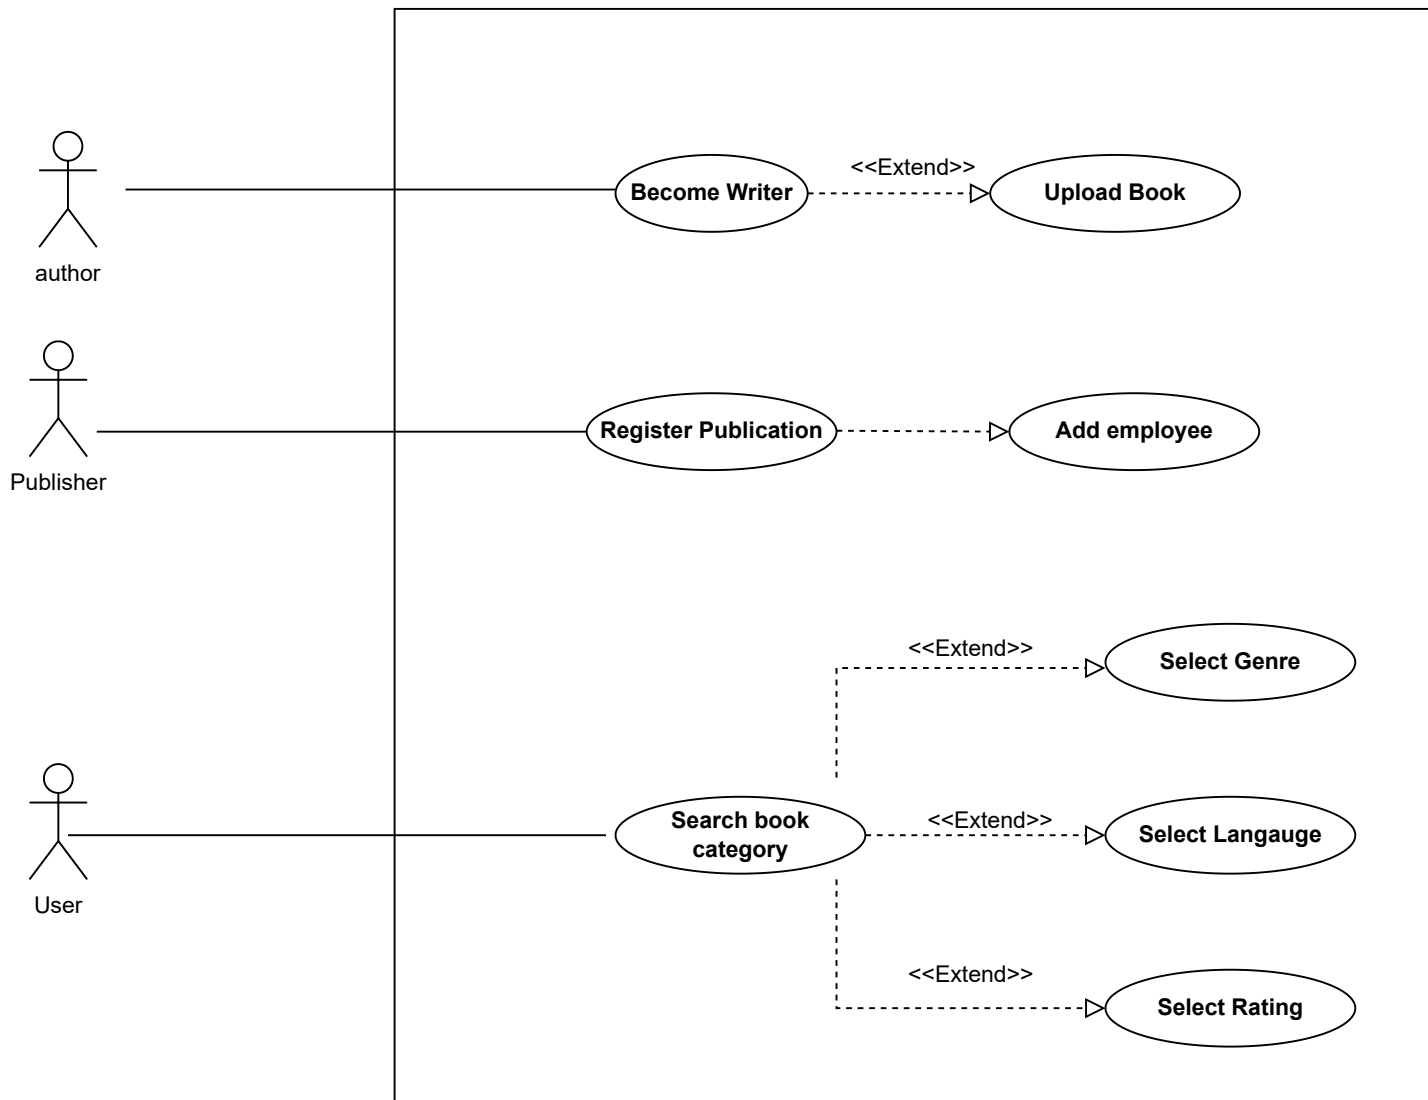 <<Extend>>
Become Writer
Upload Book
author
Register Publication
Add employee
Publisher
<<Extend>>
Select Genre
Search book
category
<<Extend>>
Select Langauge
User
<<Extend>>
Select Rating